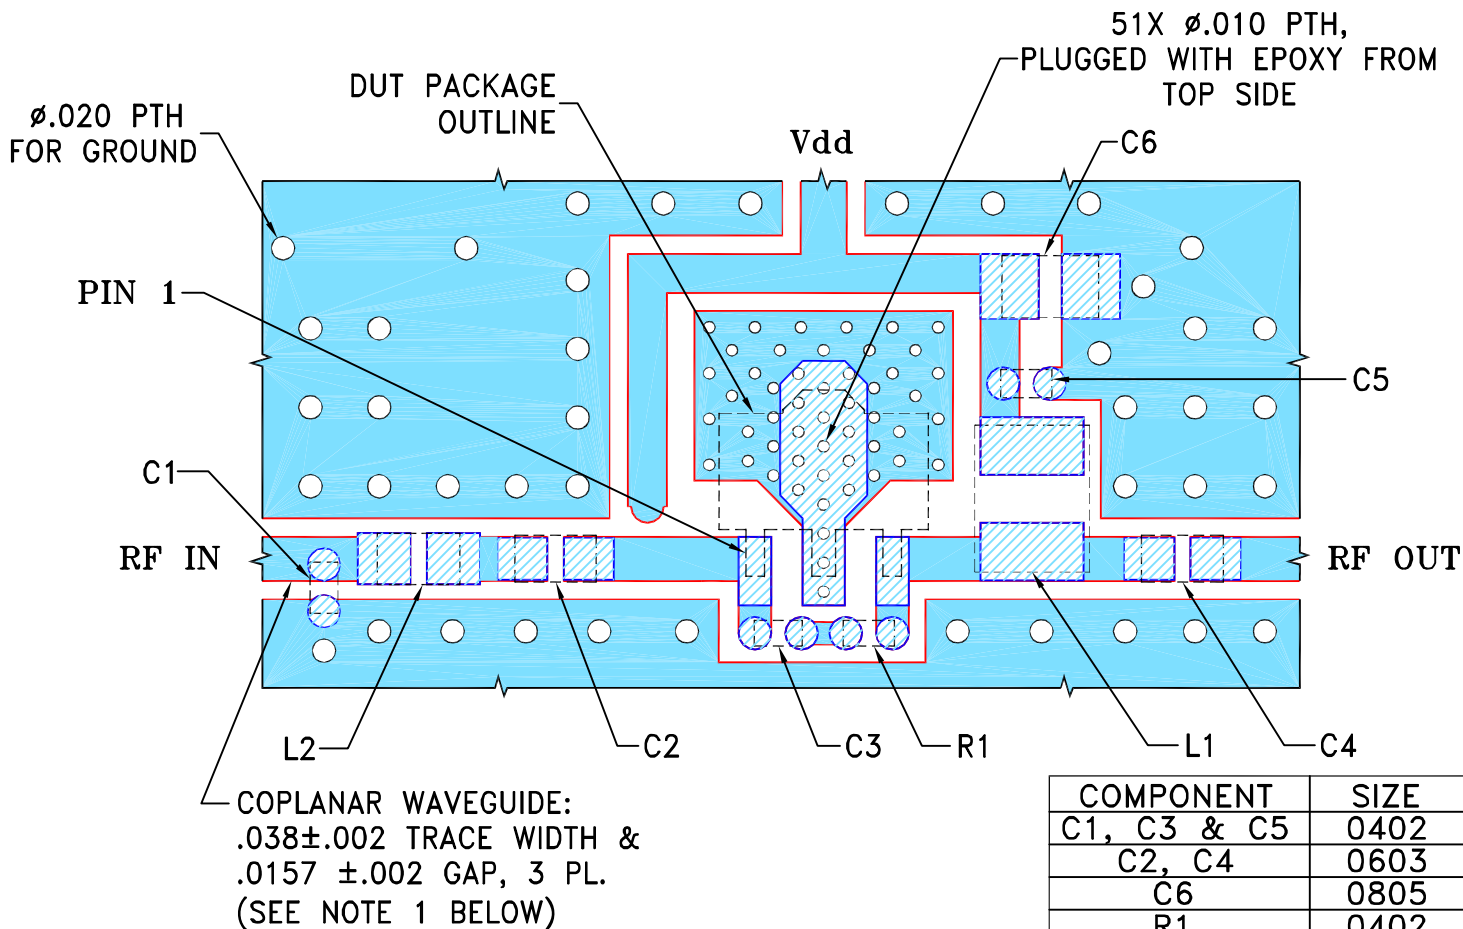 51X ø.010 PTH,
PLUGGED WITH EPOXY FROM
TOP SIDE
DUT PACKAGE
OUTLINE
ø.020 PTH
FOR GROUND
Vdd
C6
PIN 1
C5
C1
RF IN
RF OUT
L2
C2
C3
R1
L1
C4
COPLANAR WAVEGUIDE:
.038±.002 TRACE WIDTH &
.0157 ±.002 GAP, 3 PL.
(SEE NOTE 1 BELOW)
COMPONENT SIZE
C1, C3 & C5 0402
C2, C4 0603
C6 0805
R1 0402